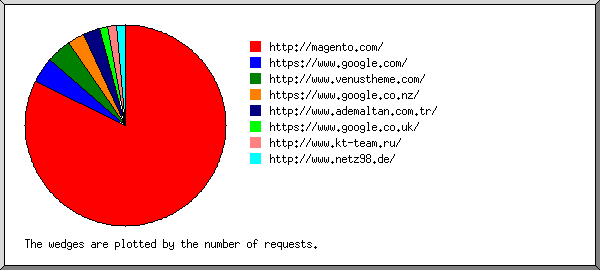 http://magento.com/
https://www.google.com/
http://www.venustheme.com/
https://www.google.co.nz/
http://www.ademaltan.com.tr/
https://www.google.co.uk/
http://www.kt-team.ru/
http://www.netz98.de/
The wedges are plotted by the number of requests.